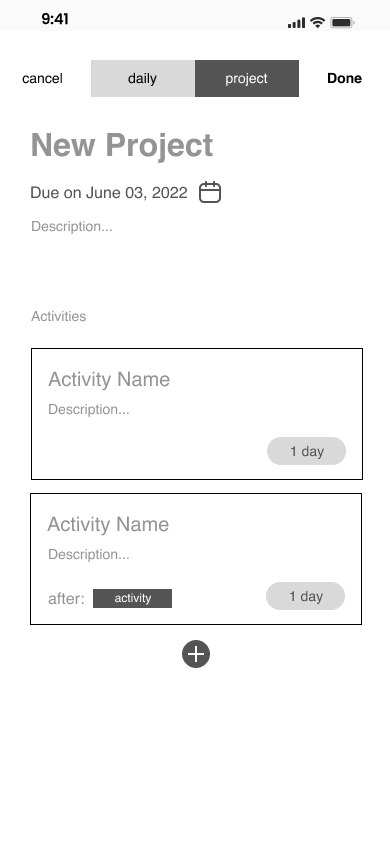 9:41
cancel daily project Done
New Project
Due on June 03, 2022
Description...
Activities
Activity Name
Description...
1 day
Activity Name
Description...
after: activity 1 day